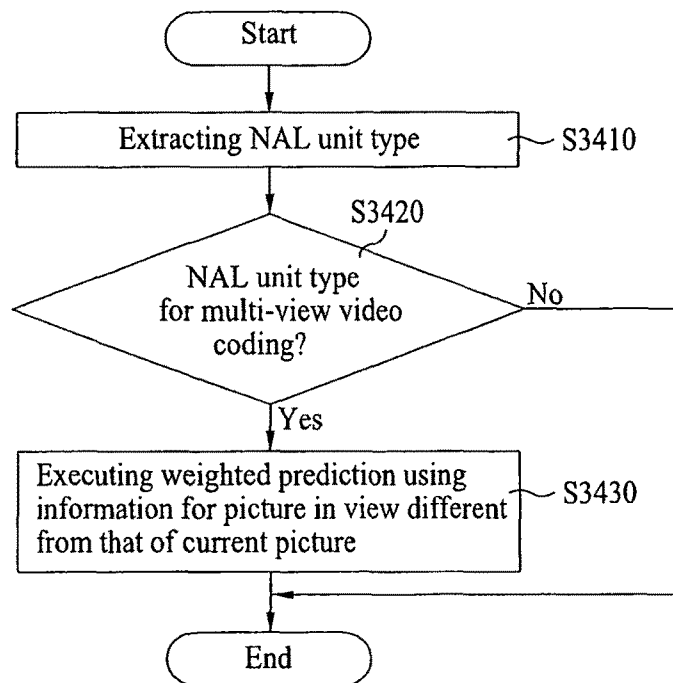 Start
Extracting NAL unit type
S3410
S3420
NAL unit type
for multi-view video
coding?
No
Yes
Executing weighted prediction using
information for picture in view different
from that of current picture
S3430
End